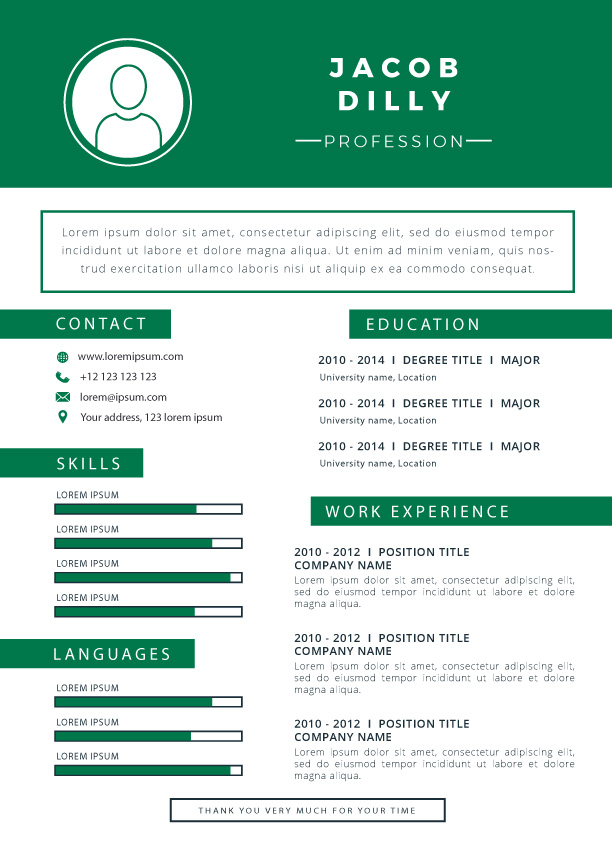 JACOB
DILLY
PROFESSION
Lorem ipsum dolor sit amet, consectetur adipiscing elit, sed do eiusmod tempor
incididunt ut labore et dolore magna aliqua. Ut enim ad minim veniam, quis nos-
trud exercitation ullamco laboris nisi ut aliquip ex ea commodo consequat.
CONTACT
www.loremipsum.com
+12 123 123 123
lorem@ipsum.com
Your address, 123 lorem ipsum
SKILLS
LOREM IPSUM
LOREM IPSUM
LOREM IPSUM
LOREM IPSUM
LANGUAGES
LOREM IPSUM
LOREM IPSUM
LOREM IPSUM
EDUCATION
2010 - 2014 I DEGREE TITLE I MAJOR
University name, Location
2010 - 2014 I DEGREE TITLE I MAJOR
University name, Location
2010 - 2014 I DEGREE TITLE I MAJOR
University name, Location
WORK EXPERIENCE
2010 - 2012 I POSITION TITLE
COMPANY NAME
Lorem ipsum dolor sit amet, consectetur adipiscing elit,
sed do eiusmod tempor incididunt ut labore et dolore
magna aliqua.
2010 - 2012 I POSITION TITLE
COMPANY NAME
Lorem ipsum dolor sit amet, consectetur adipiscing elit,
sed do eiusmod tempor incididunt ut labore et dolore
magna aliqua.
2010 - 2012 I POSITION TITLE
COMPANY NAME
Lorem ipsum dolor sit amet, consectetur adipiscing elit,
sed do eiusmod tempor incididunt ut labore et dolore
magna aliqua.
THANK YOU VERY MUCH FOR YOUR TIME